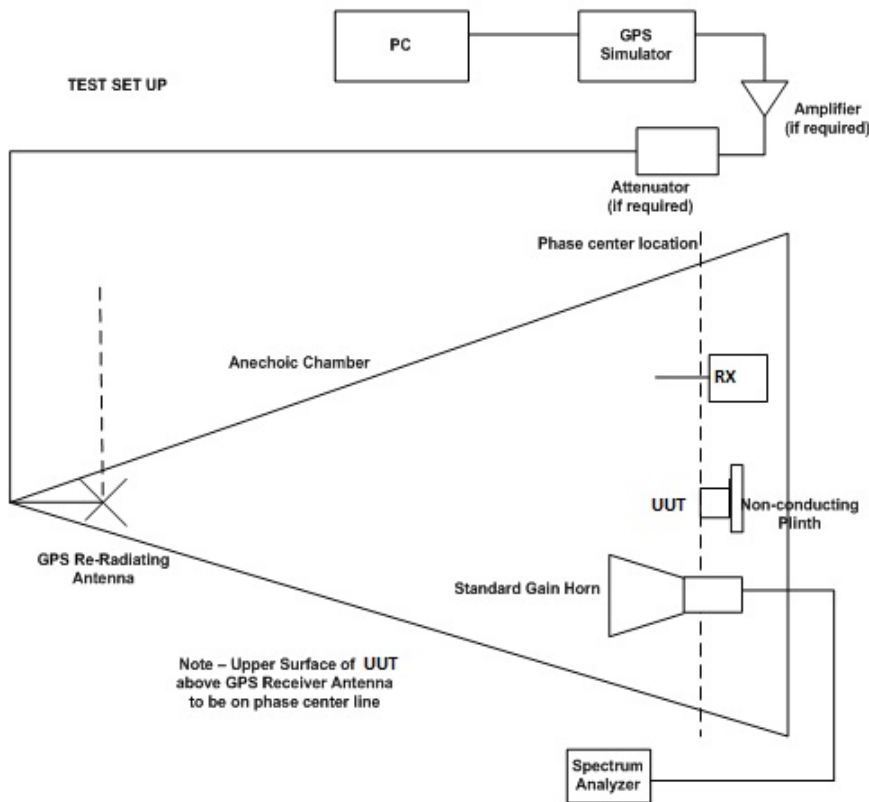 TEST SET UP
PC
GPS
Simulator
Amplifier
(if required)
Attenuator
(if required)
Phase center location
Anechoic Chamber
RX
UUT
Non-conducting
Plinth
GPS Re-Radiating
Antenna
Standard Gain Horn
Note – Upper Surface of UUT
above GPS Receiver Antenna
to be on phase center line
Spectrum
Analyzer